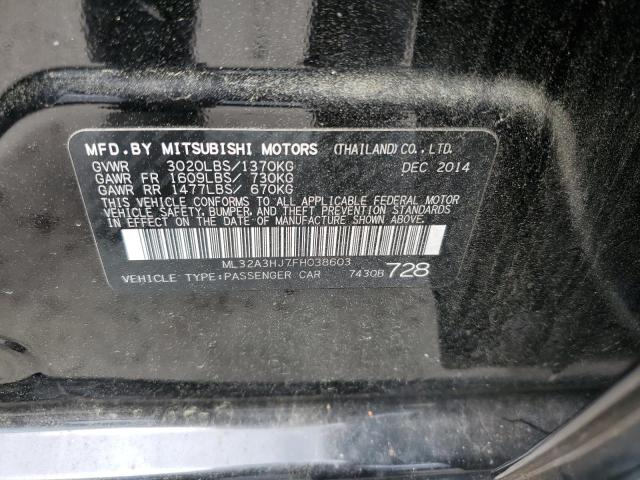 MFD.BY MITSUBISHI MOTORS (THAILAND)CO.,LTD.
GVWR 3020LBS/1370KG DEC 2014
GAWR FR 1609LBS/ 730KG
GAWR RR 1477LBS/ 670KG
THIS VEHICLE CONFORMS TO ALL APPLICABLE FEDERAL MOTOR
VEHICLE SAFETY, BUMPER, AND THEFT PREVENTION STANDARDS
IN EFFECT ON THE DATE OF MANUFACTURE SHOWN ABOVE.
ML32A3HJ7FH038603
VEHICLE TYPE:PASSENGER CAR 7430B 728